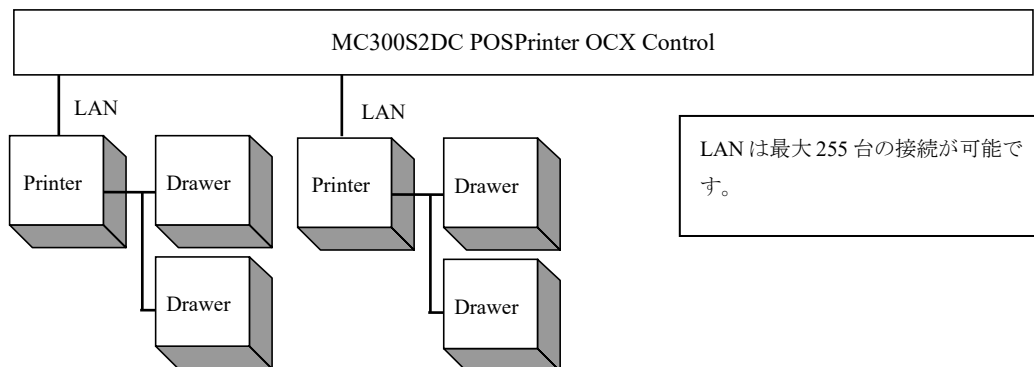 MC300S2DC POSPrinter OCX Control
LAN
LAN
Printer
Drawer
Printer
Drawer
LAN は最大 255 台の接続が可能で
す。
Drawer
Drawer